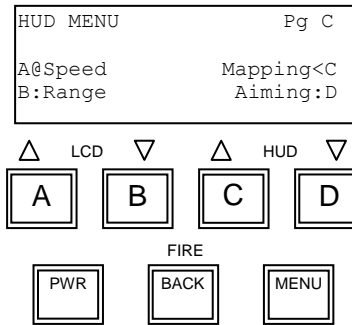 HUD MENU Pg C
A@Speed Mapping<C
B:Range Aiming:D
△ LCD ▽ △ HUD ▽
A B C D
FIRE
PWR BACK MENU